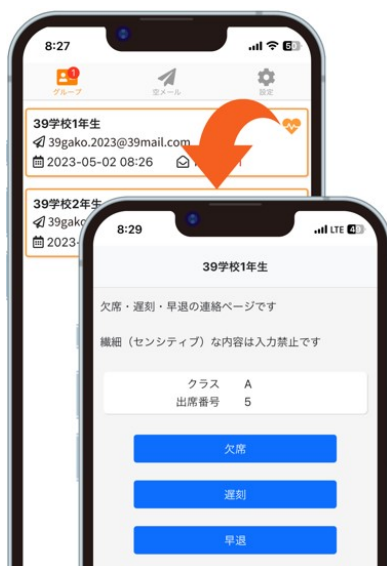 8:27
1
グループ
空メール
設定
39学校1年生
39gako.2023@39mail.com
2023-05-02 08:26
39学校2年生
39gako
2023-
8:29
LTE
39学校1年生
欠席・遅刻・早退の連絡ページです
繊細（センシティブ）な内容は入力禁止です
クラス A
出席番号 5
欠席
遅刻
早退